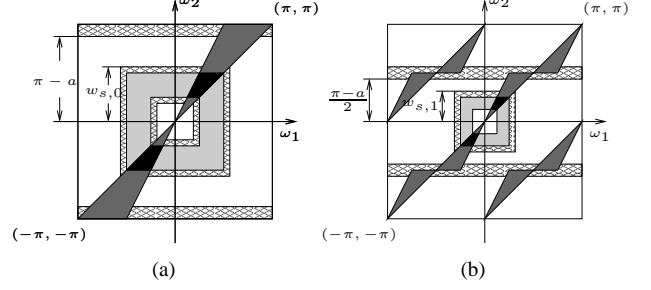 ω2
(π, π)
π − a
w_{s,0}
ω1
(−π, −π)
(a)
ω2
(π, π)
π−a
2
w_{s,1}
ω1
(−π, −π)
(b)